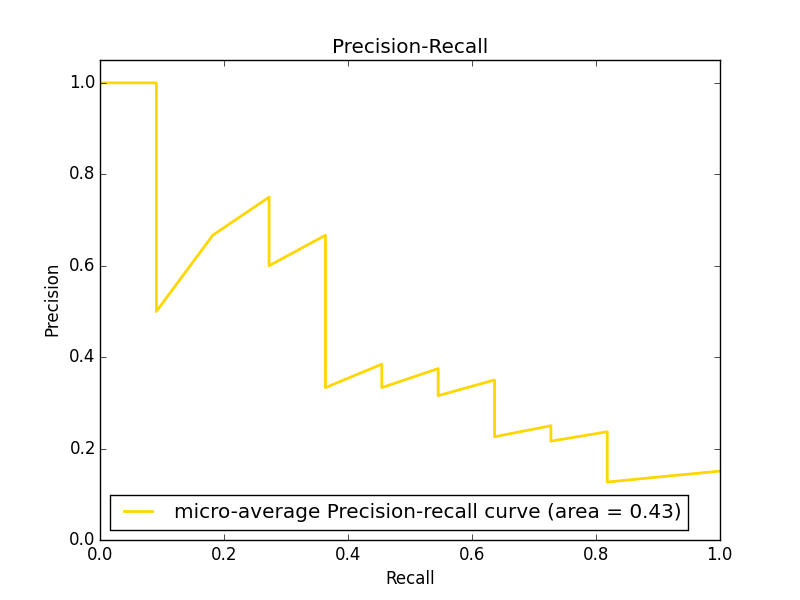 Precision-Recall
1.0
0.8
0.6
0.4
0.2
0.0
Precision
micro-average Precision-recall curve (area = 0.43)
0.0 0.2 0.4 0.6 0.8 1.0
Recall